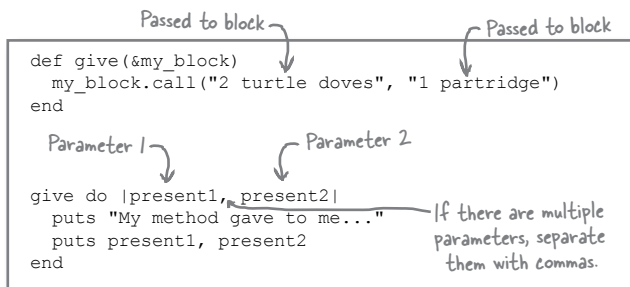 Passed to block
Passed to block
def give(&my_block)
my_block.call("2 turtle doves", "1 partridge")
end
Parameter 1
Parameter 2
give do |present1, present2|
puts "My method gave to me..."
puts present1, present2
end
If there are multiple
parameters, separate
them with commas.